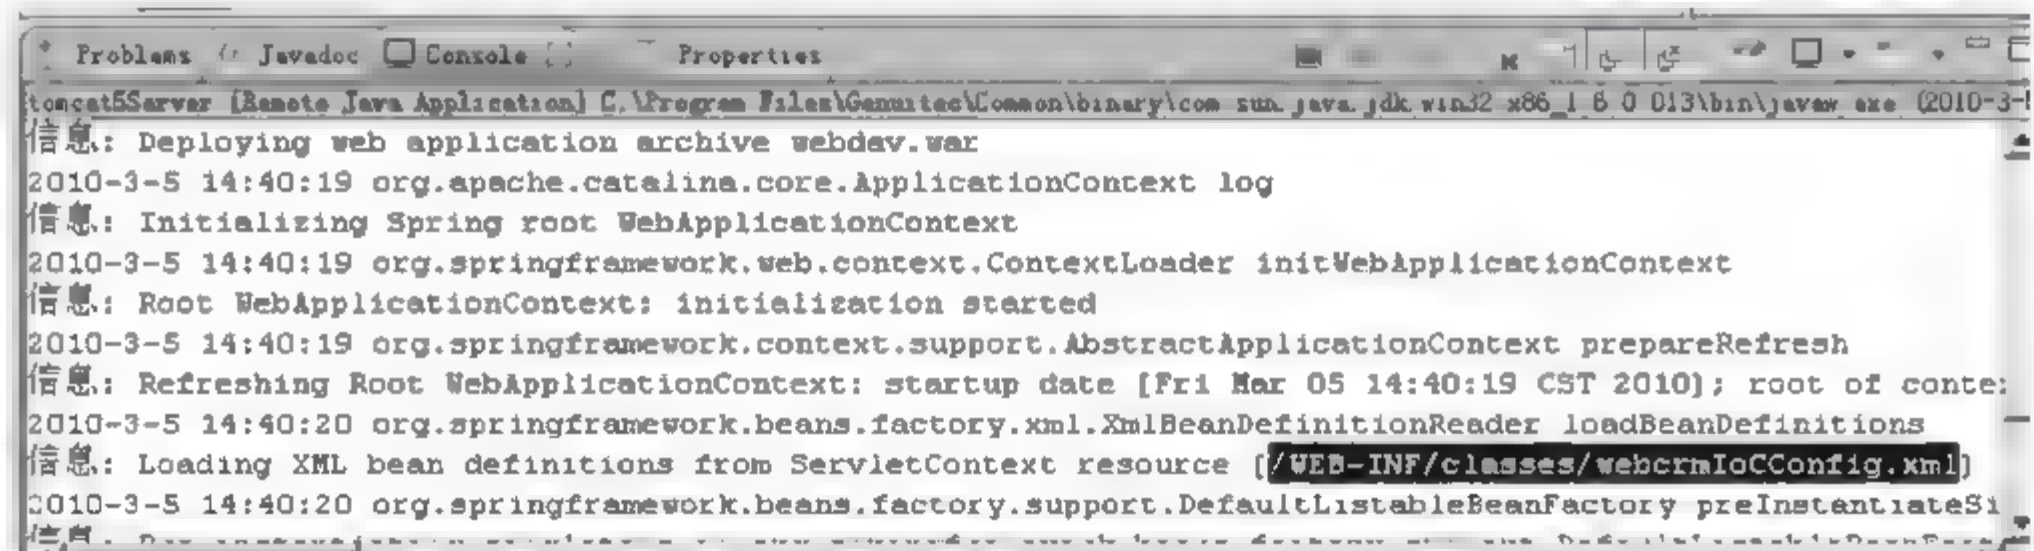 Problems Javadoc Console Properties
tomcat5Server [Remote Java Application] C:\Program Files\Genuitec\Common\binary\com.sun.java.jdk.win32.x86_1.6.0.013\bin\javaw.exe (2010-3-
信息: Deploying web application archive webdav.war
2010-3-5 14:40:19 org.apache.catalina.core.ApplicationContext log
信息: Initializing Spring root WebApplicationContext
2010-3-5 14:40:19 org.springframework.web.context.ContextLoader initWebApplicationContext
信息: Root WebApplicationContext: initialization started
2010-3-5 14:40:19 org.springframework.context.support.AbstractApplicationContext prepareRefresh
信息: Refreshing Root WebApplicationContext: startup date [Fri Mar 05 14:40:19 CST 2010]; root of conte
2010-3-5 14:40:20 org.springframework.beans.factory.xml.XmlBeanDefinitionReader loadBeanDefinitions
信息: Loading XML bean definitions from ServletContext resource [/WEB-INF/classes/webcrmIoCConfig.xml]
2010-3-5 14:40:20 org.springframework.beans.factory.support.DefaultListableBeanFactory preInstantiateSi